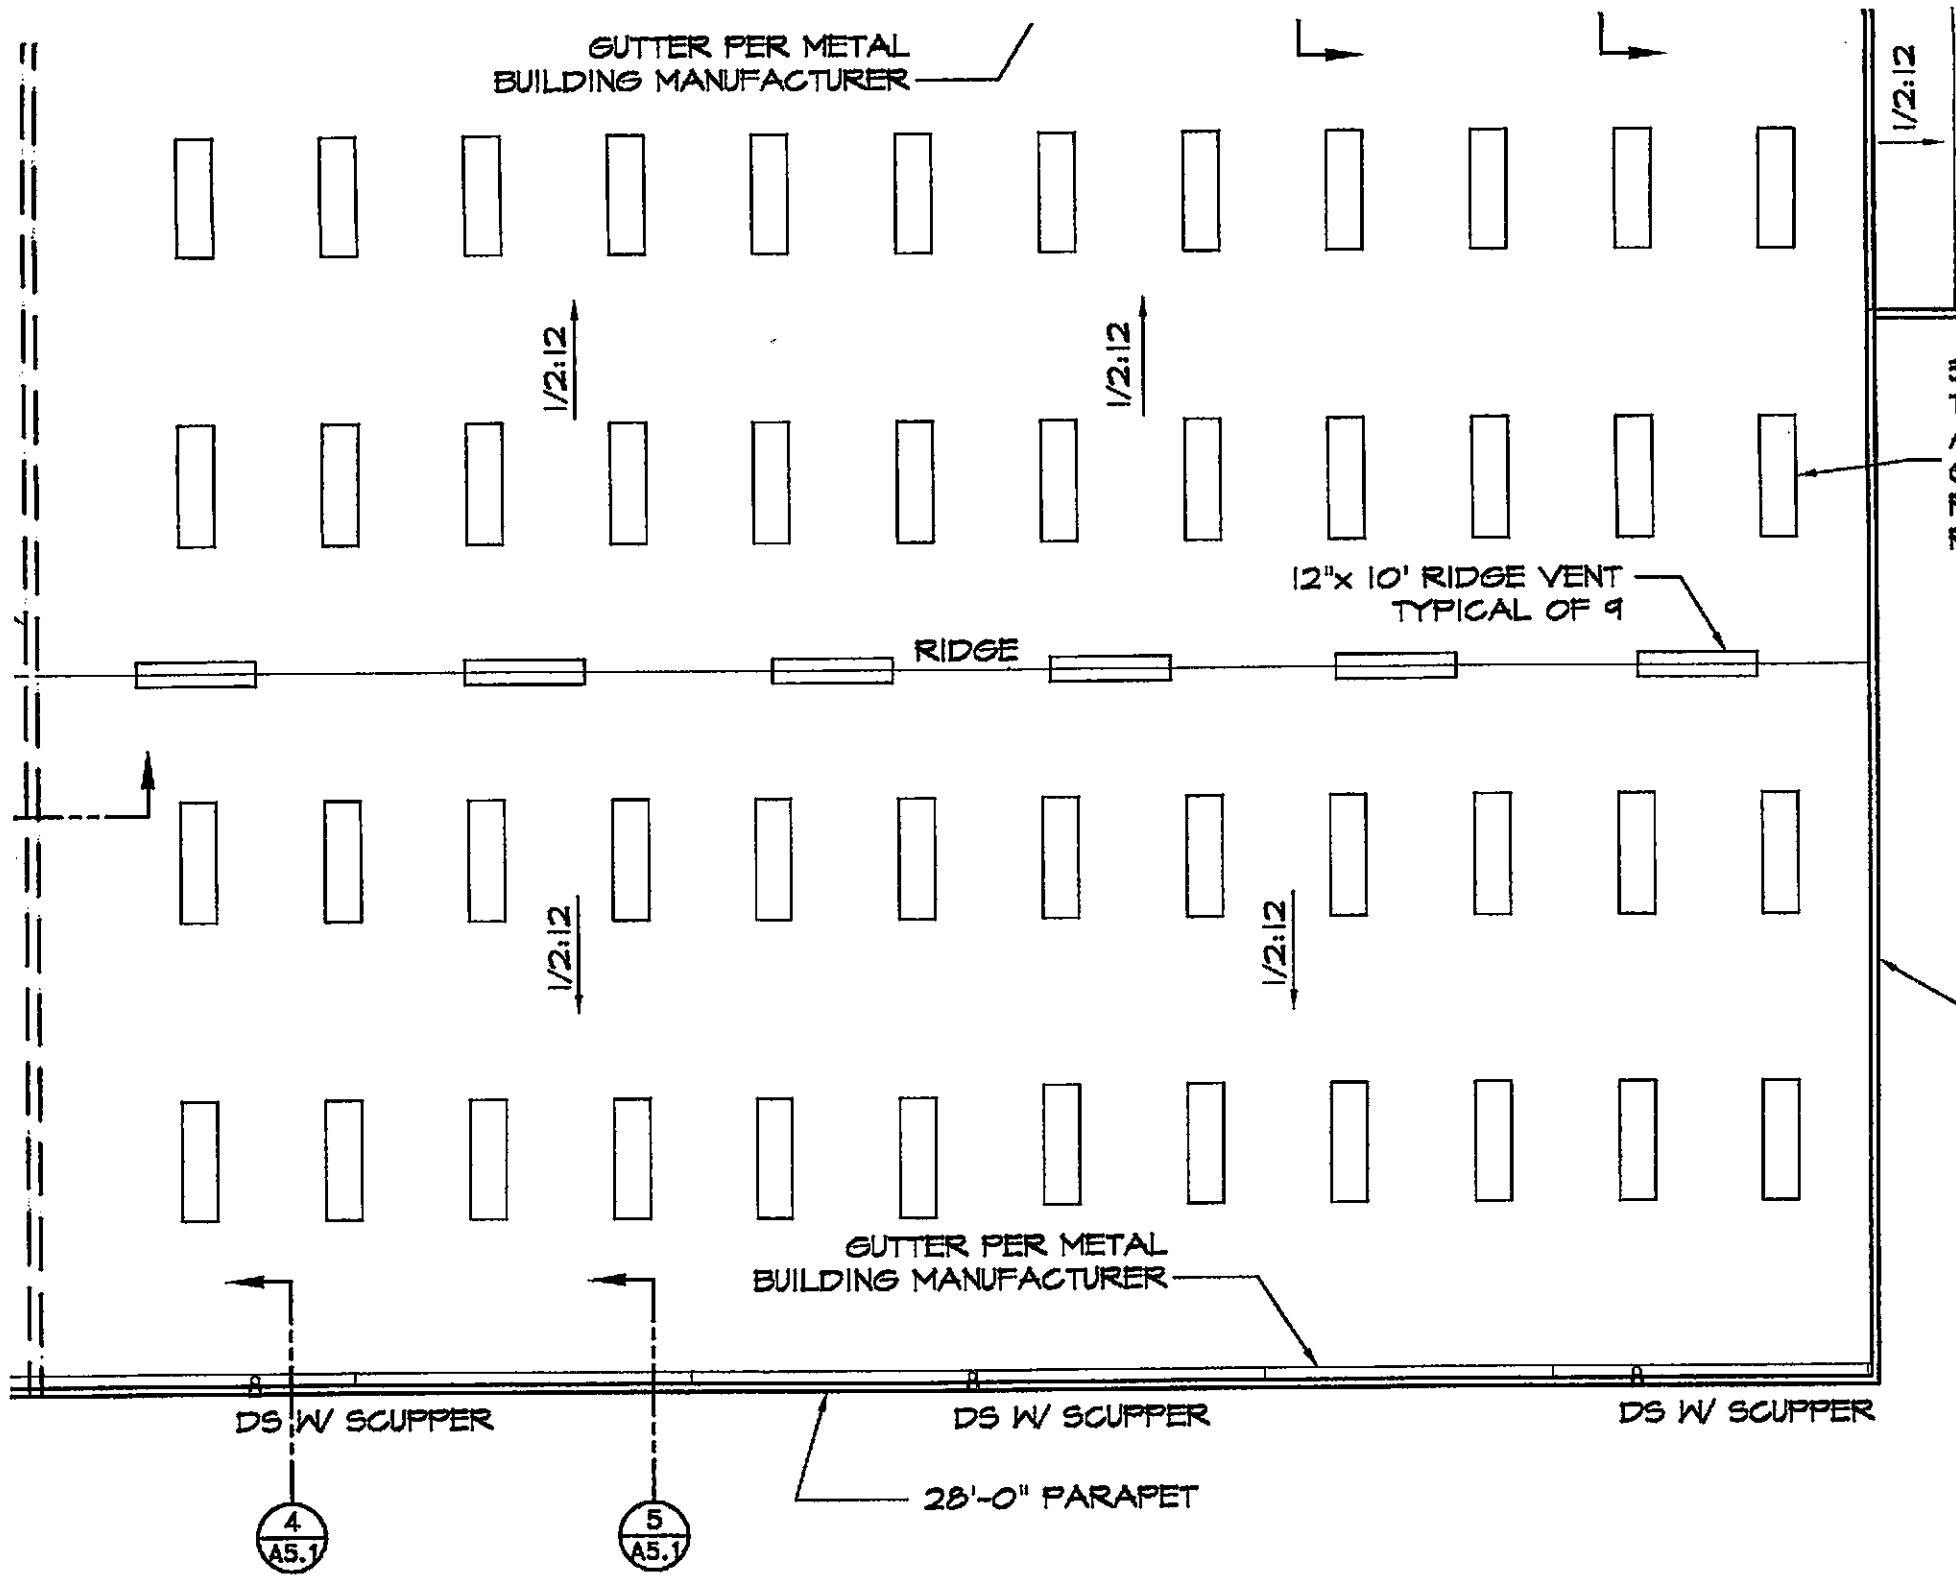 GUTTER PER METAL
BUILDING MANUFACTURER
1/2:12
1/2:12
1/2:12
12"x 10' RIDGE VENT
TYPICAL OF 9
RIDGE
1/2:12
1/2:12
GUTTER PER METAL
BUILDING MANUFACTURER
DS W/ SCUPPER
DS W/ SCUPPER
DS W/ SCUPPER
28'-0" PARAPET
4
A5.1
5
A5.1